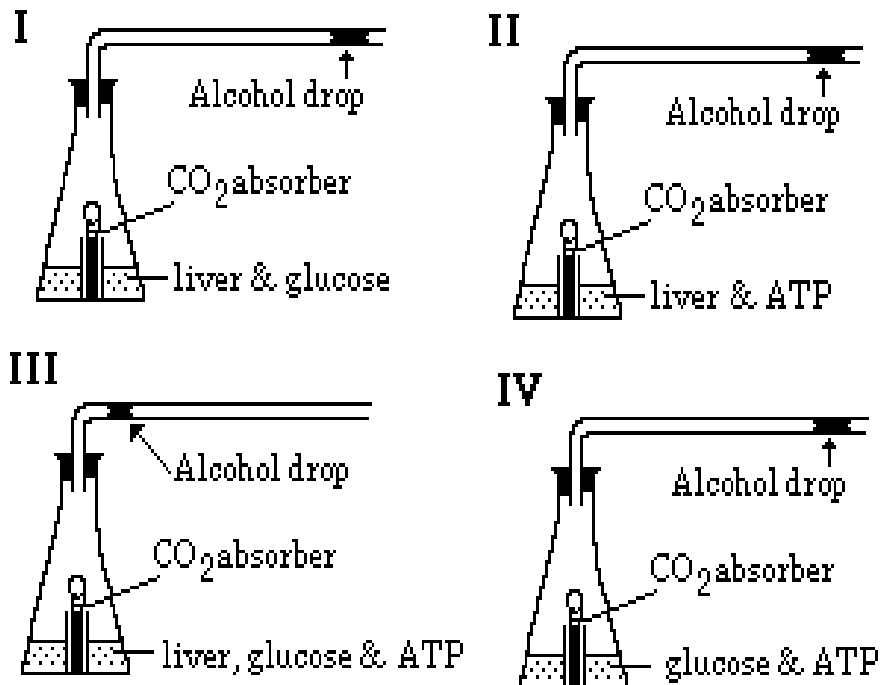 I
Alcohol drop
CO2absorber
liver & glucose
II
Alcohol drop
CO2absorber
liver & ATP
III
Alcohol drop
CO2absorber
liver, glucose & ATP
IV
Alcohol drop
CO2absorber
glucose & ATP